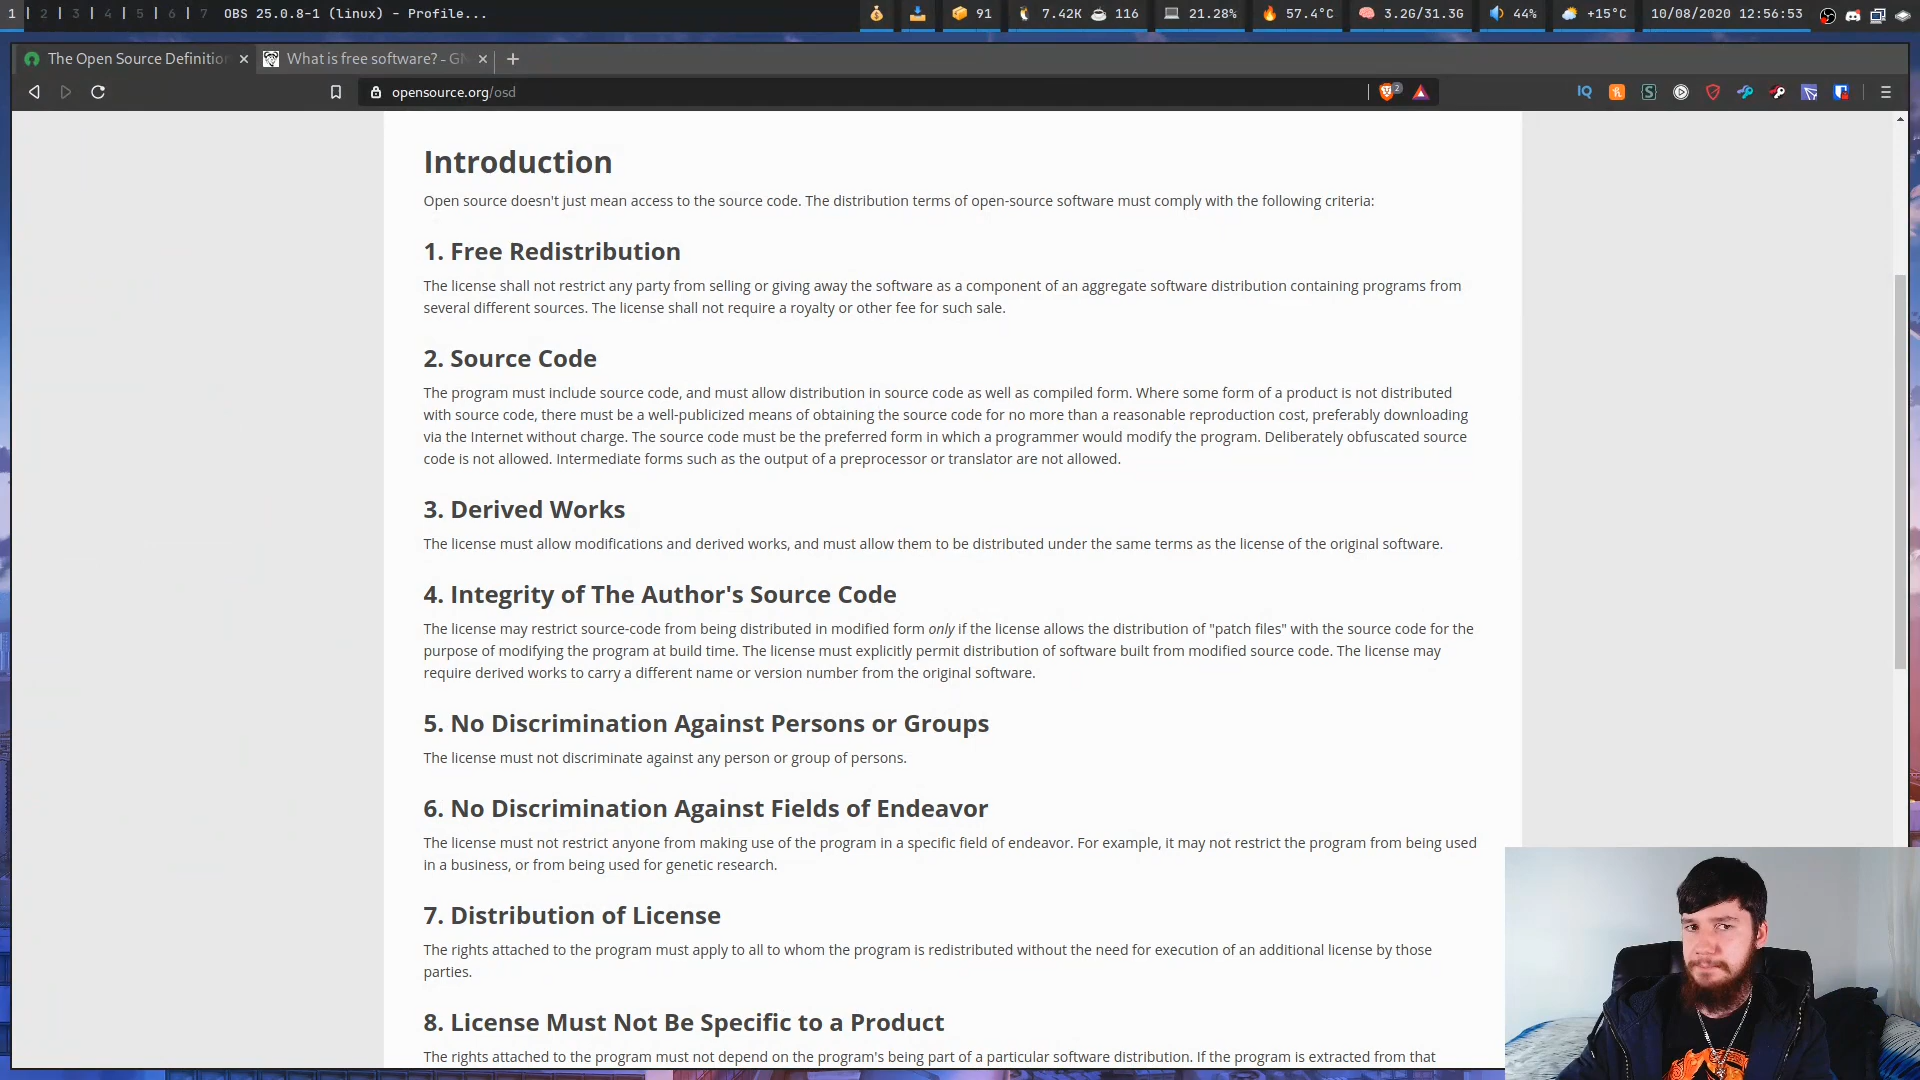 1 | 2 | 3 | 4 | 5 | 6 | 7 OBS 25.0.8-1 (linux) - Profile... 91 7.42K 116 21.28% 57.4°C 3.2G/31.3G 44% +15°C 10/08/2020 12:56:53
The Open Source Definition What is free software? - GN
opensource.org/osd 2 IQ
Introduction
Open source doesn't just mean access to the source code. The distribution terms of open-source software must comply with the following criteria:
1. Free Redistribution
The license shall not restrict any party from selling or giving away the software as a component of an aggregate software distribution containing programs from
several different sources. The license shall not require a royalty or other fee for such sale.
2. Source Code
The program must include source code, and must allow distribution in source code as well as compiled form. Where some form of a product is not distributed
with source code, there must be a well-publicized means of obtaining the source code for no more than a reasonable reproduction cost, preferably downloading
via the Internet without charge. The source code must be the preferred form in which a programmer would modify the program. Deliberately obfuscated source
code is not allowed. Intermediate forms such as the output of a preprocessor or translator are not allowed.
3. Derived Works
The license must allow modifications and derived works, and must allow them to be distributed under the same terms as the license of the original software.
4. Integrity of The Author's Source Code
The license may restrict source-code from being distributed in modified form only if the license allows the distribution of "patch files" with the source code for the
purpose of modifying the program at build time. The license must explicitly permit distribution of software built from modified source code. The license may
require derived works to carry a different name or version number from the original software.
5. No Discrimination Against Persons or Groups
The license must not discriminate against any person or group of persons.
6. No Discrimination Against Fields of Endeavor
The license must not restrict anyone from making use of the program in a specific field of endeavor. For example, it may not restrict the program from being used
in a business, or from being used for genetic research.
7. Distribution of License
The rights attached to the program must apply to all to whom the program is redistributed without the need for execution of an additional license by those
parties.
8. License Must Not Be Specific to a Product
The rights attached to the program must not depend on the program's being part of a particular software distribution. If the program is extracted from that